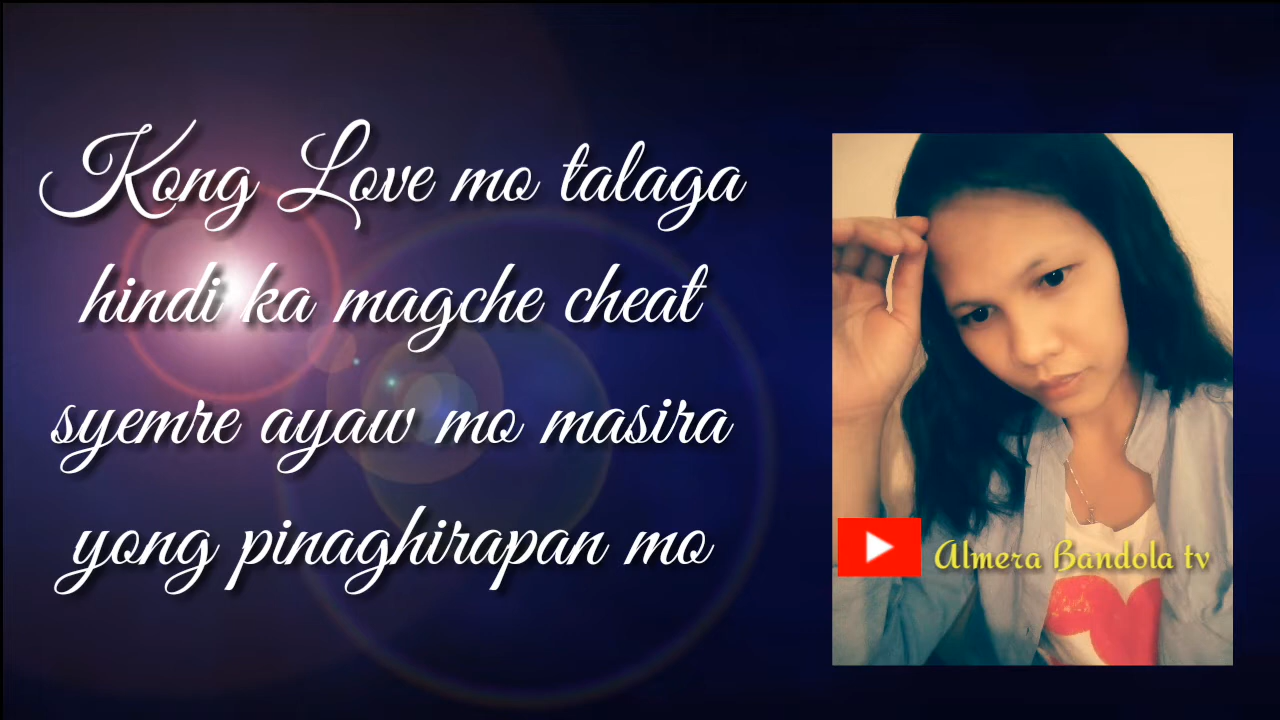 Kong Love mo talaga
hindi ka magche cheat
syemre ayaw mo masira
yong pinaghirapan mo
Almera Bandola tv